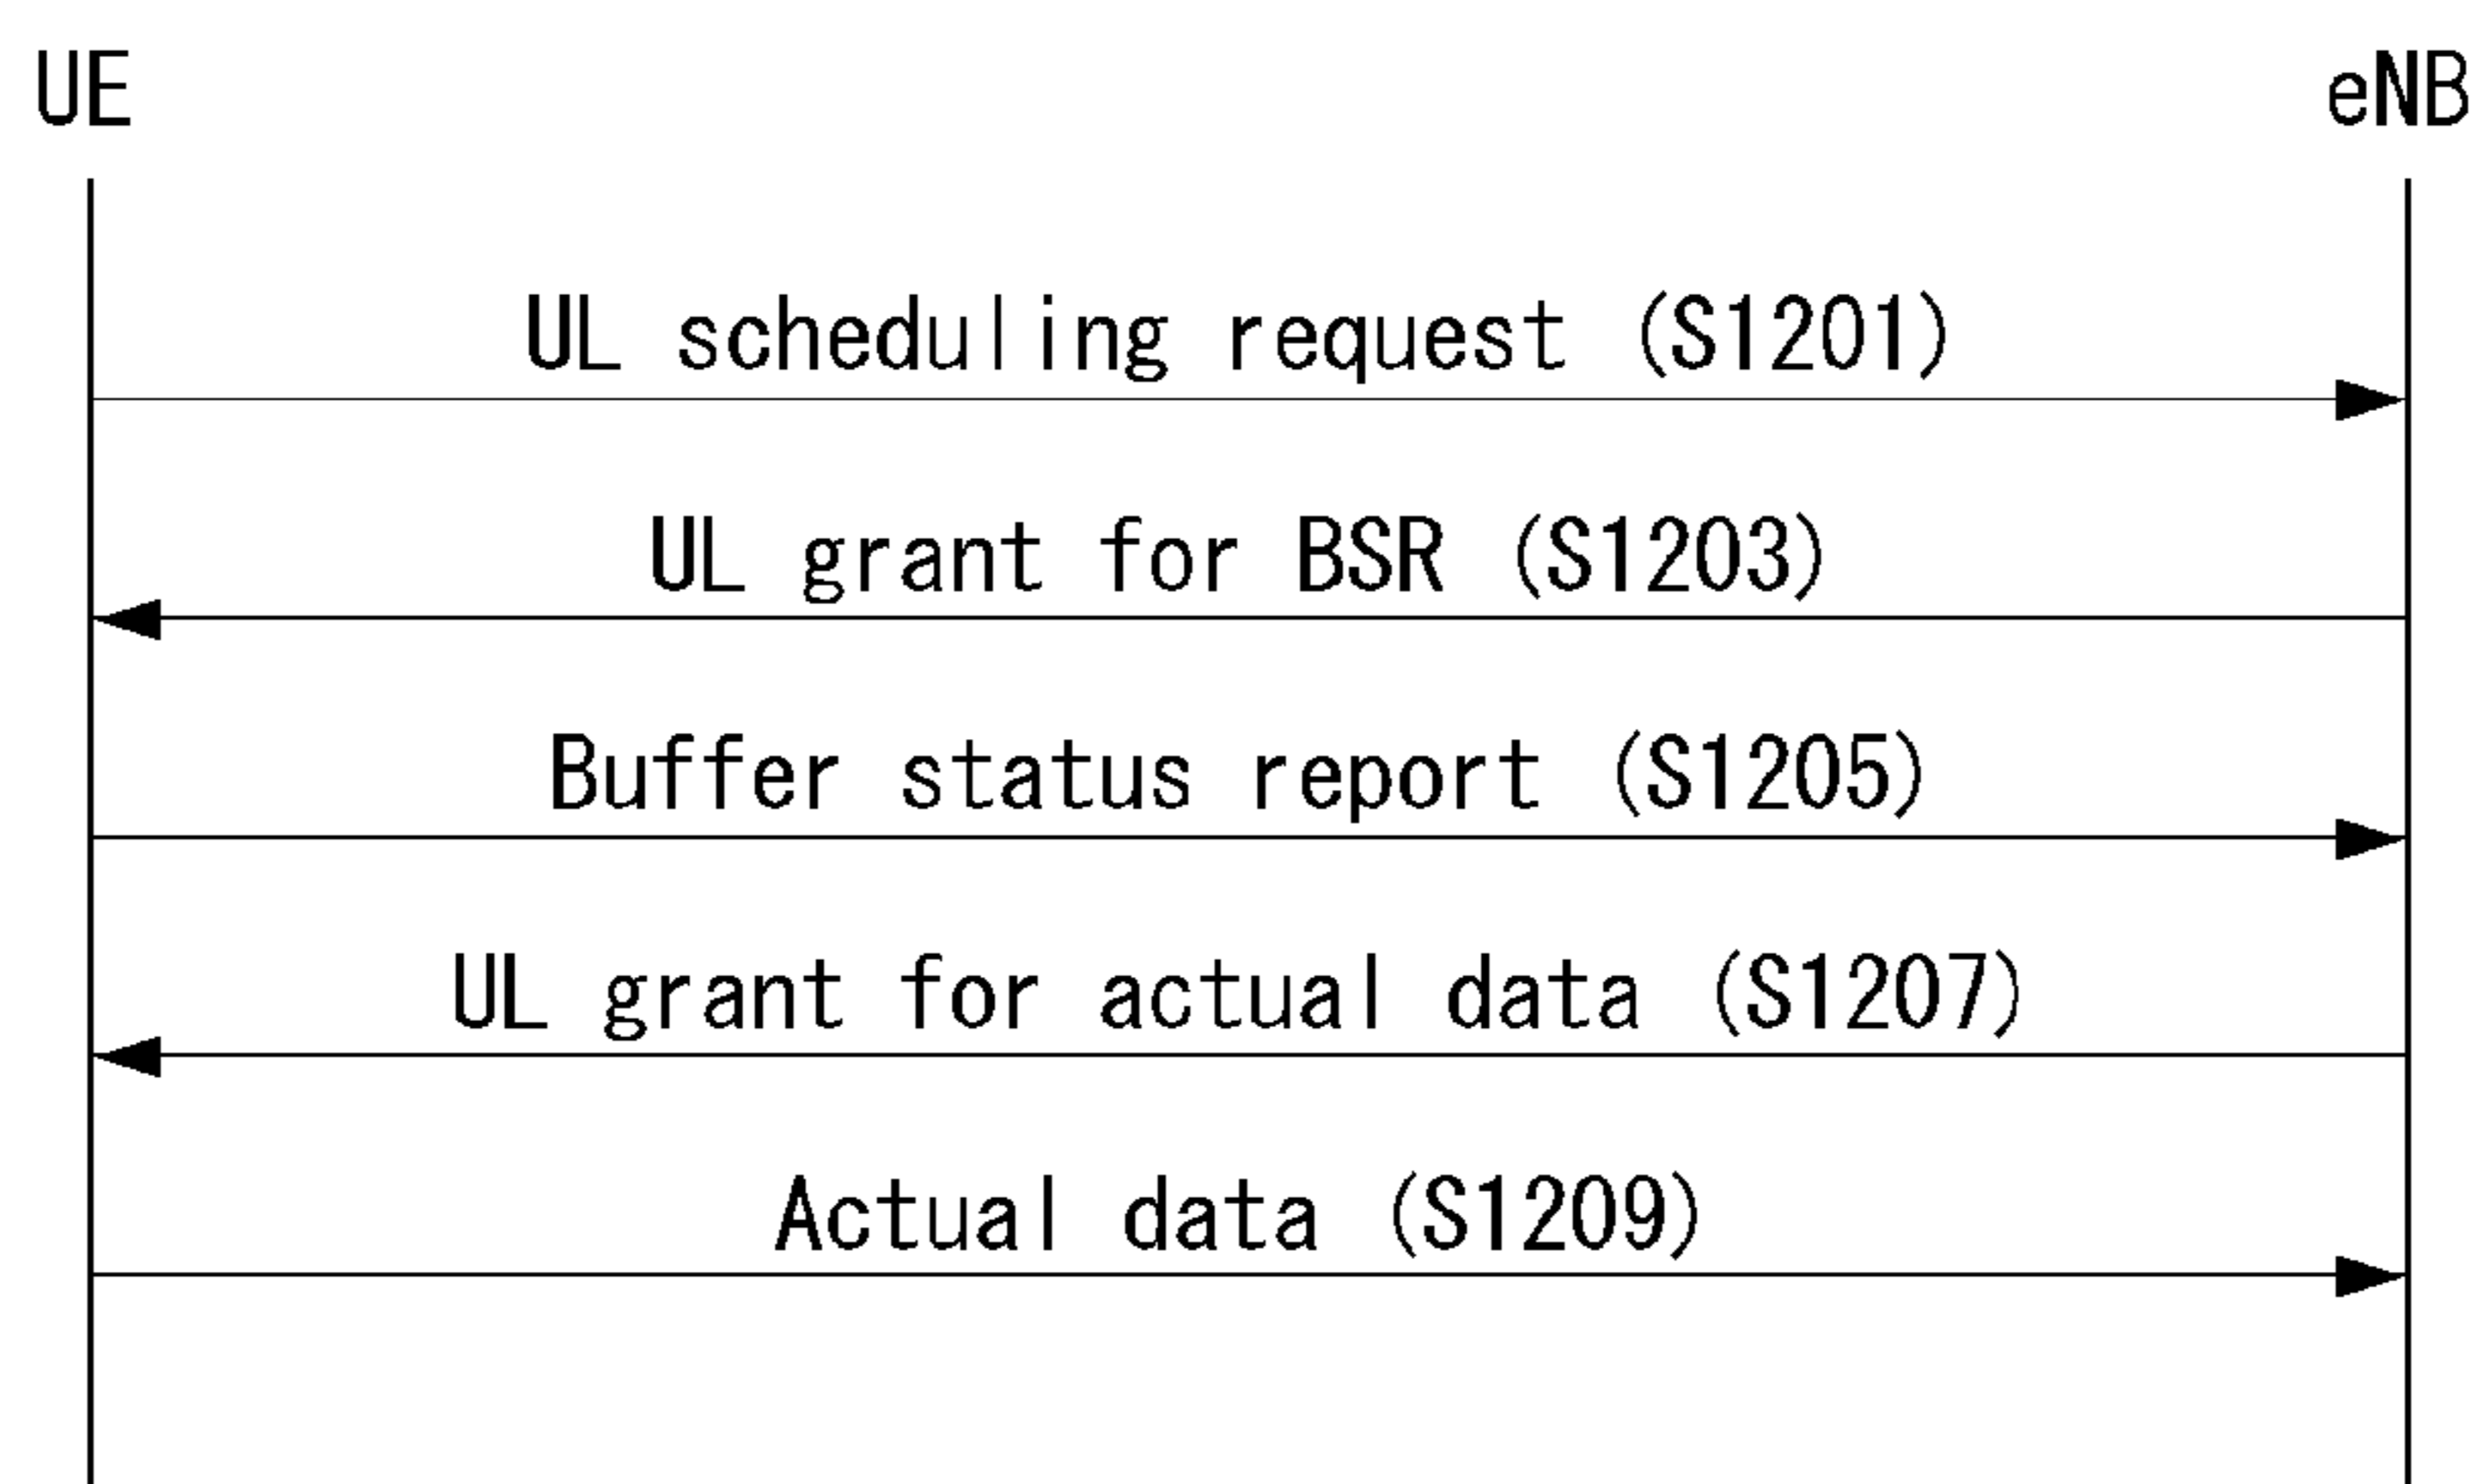 UE
eNB
UL scheduling request (S1201)
UL grant for BSR (S1203)
Buffer status report (S1205)
UL grant for actual data (S1207)
Actual data (S1209)